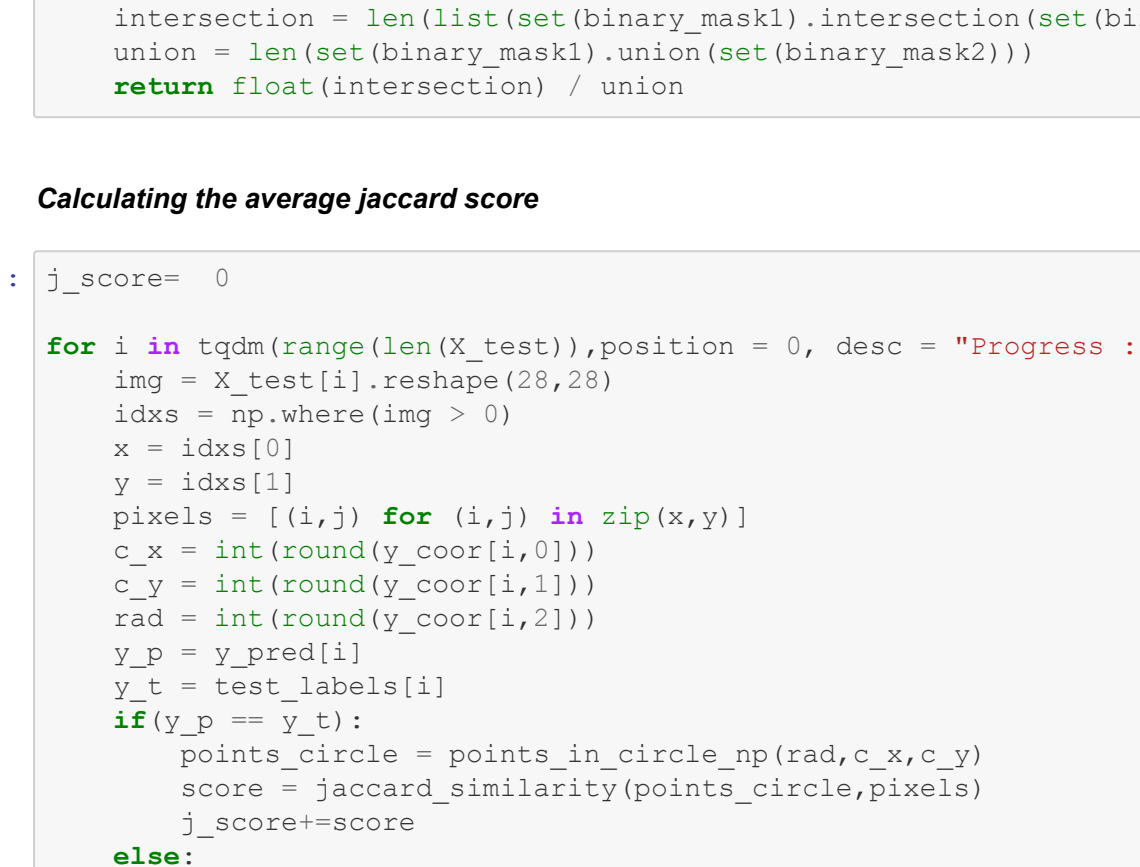 intersection = len(list(set(binary_mask1).intersection(set(bi
    union = len(set(binary_mask1).union(set(binary_mask2)))
    return float(intersection) / union
Calculating the average jaccard score
: j_score=  0
for i in tqdm(range(len(X_test)),position = 0, desc = "Progress :
    img = X_test[i].reshape(28,28)
    idxs = np.where(img > 0)
    x = idxs[0]
    y = idxs[1]
    pixels = [(i,j) for (i,j) in zip(x,y)]
    c_x = int(round(y_coor[i,0]))
    c_y = int(round(y_coor[i,1]))
    rad = int(round(y_coor[i,2]))
    y_p = y_pred[i]
    y_t = test_labels[i]
    if(y_p == y_t):
        points_circle = points_in_circle_np(rad,c_x,c_y)
        score = jaccard_similarity(points_circle,pixels)
        j_score+=score
    else: